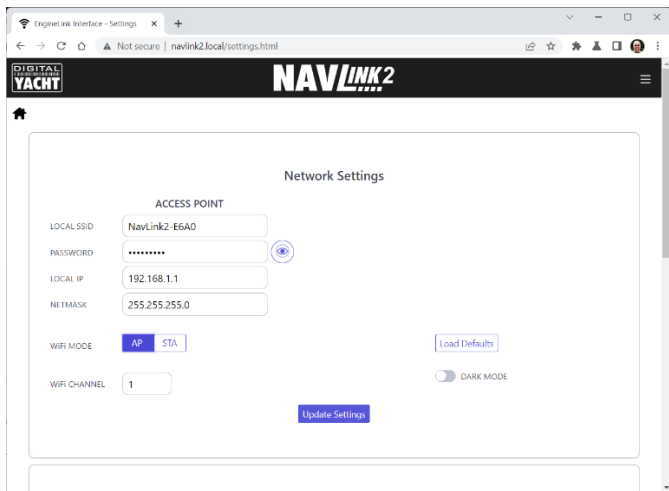 EngineLink Interface - Settings
Not secure | navlink2.local/settings.html
DIGITAL
YACHT
NAVLINK2
Network Settings
ACCESS POINT
LOCAL SSID NavLink2-E6A0
PASSWORD •••••••••
LOCAL IP 192.168.1.1
NETMASK 255.255.255.0
WiFi MODE AP STA Load Defaults
DARK MODE
WiFi CHANNEL 1
Update Settings